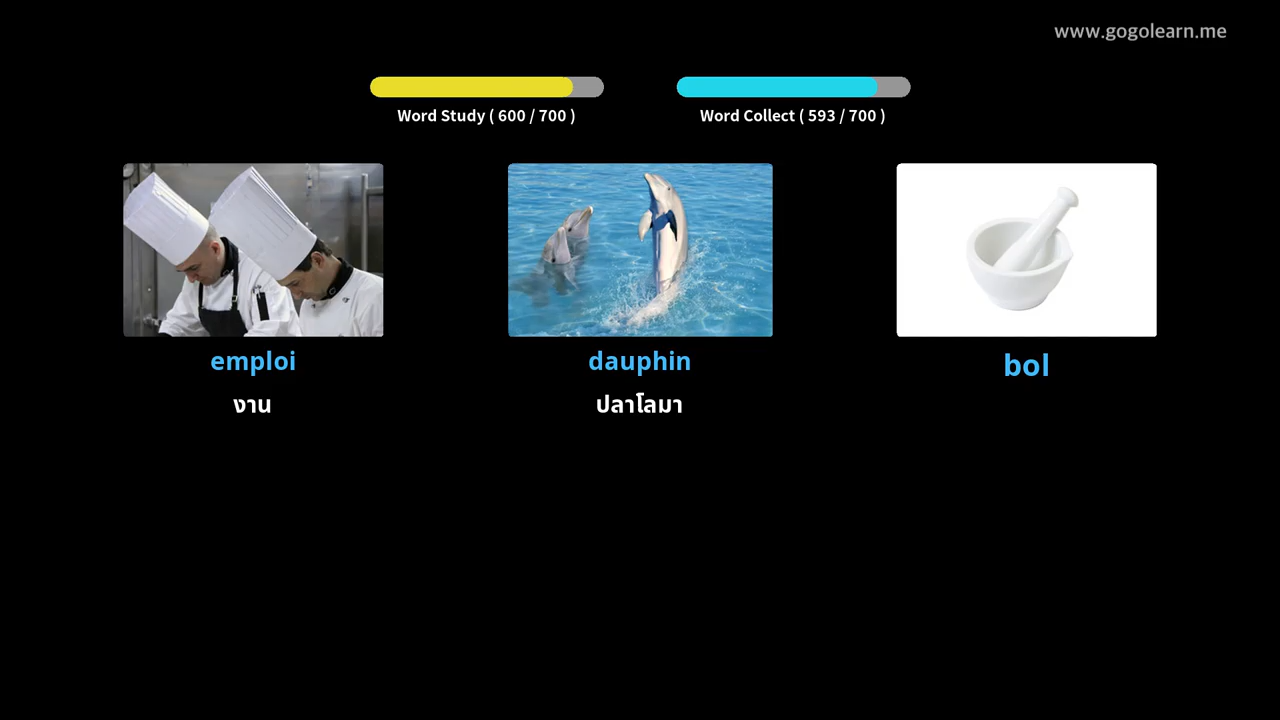 www.gogolearn.me
Word Study ( 600 / 700 )
Word Collect ( 593 / 700 )
emploi
งาน
dauphin
ปลาโลมา
bol